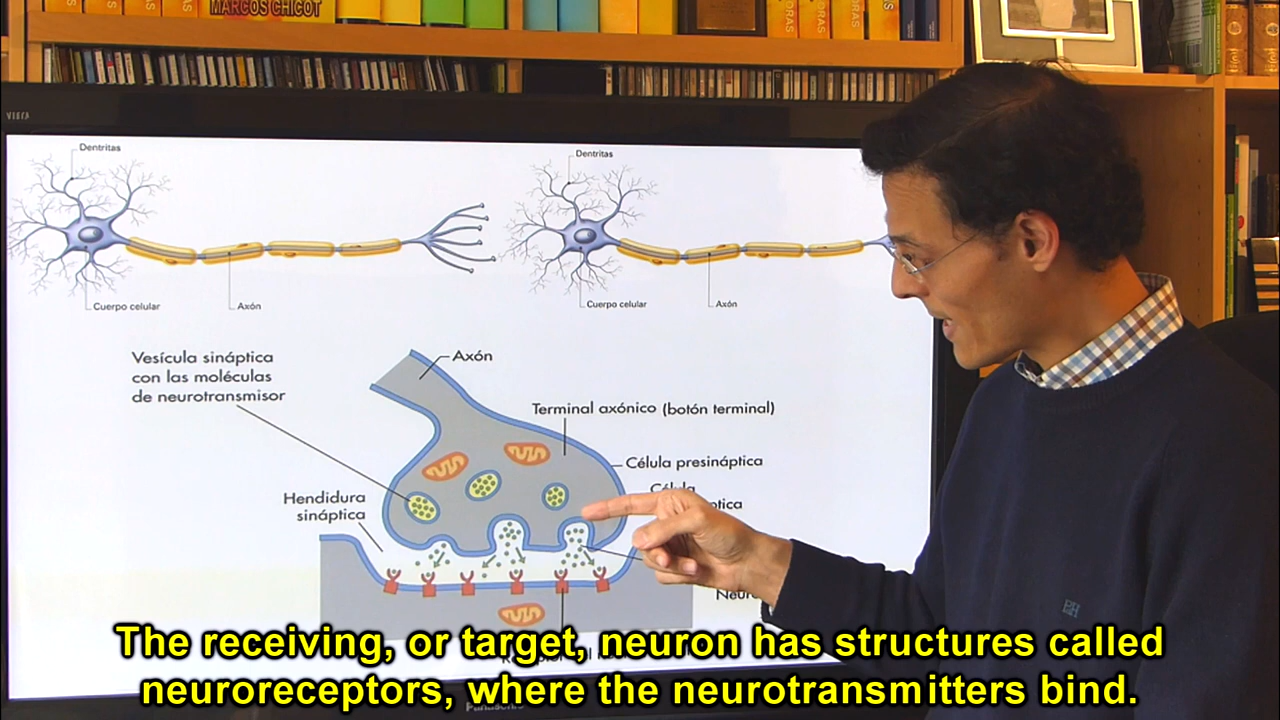 MARCOS CHICOT
Dentritas
Dentritas
Cuerpo celular
Axón
Cuerpo celular
Axón
Vesícula sináptica
con las moléculas
de neurotransmisor
Axón
Terminal axónico (botón terminal)
Célula presináptica
Célula
Hendidura
sináptica
The receiving, or target, neuron has structures called
neuroreceptors, where the neurotransmitters bind.
Panasonic